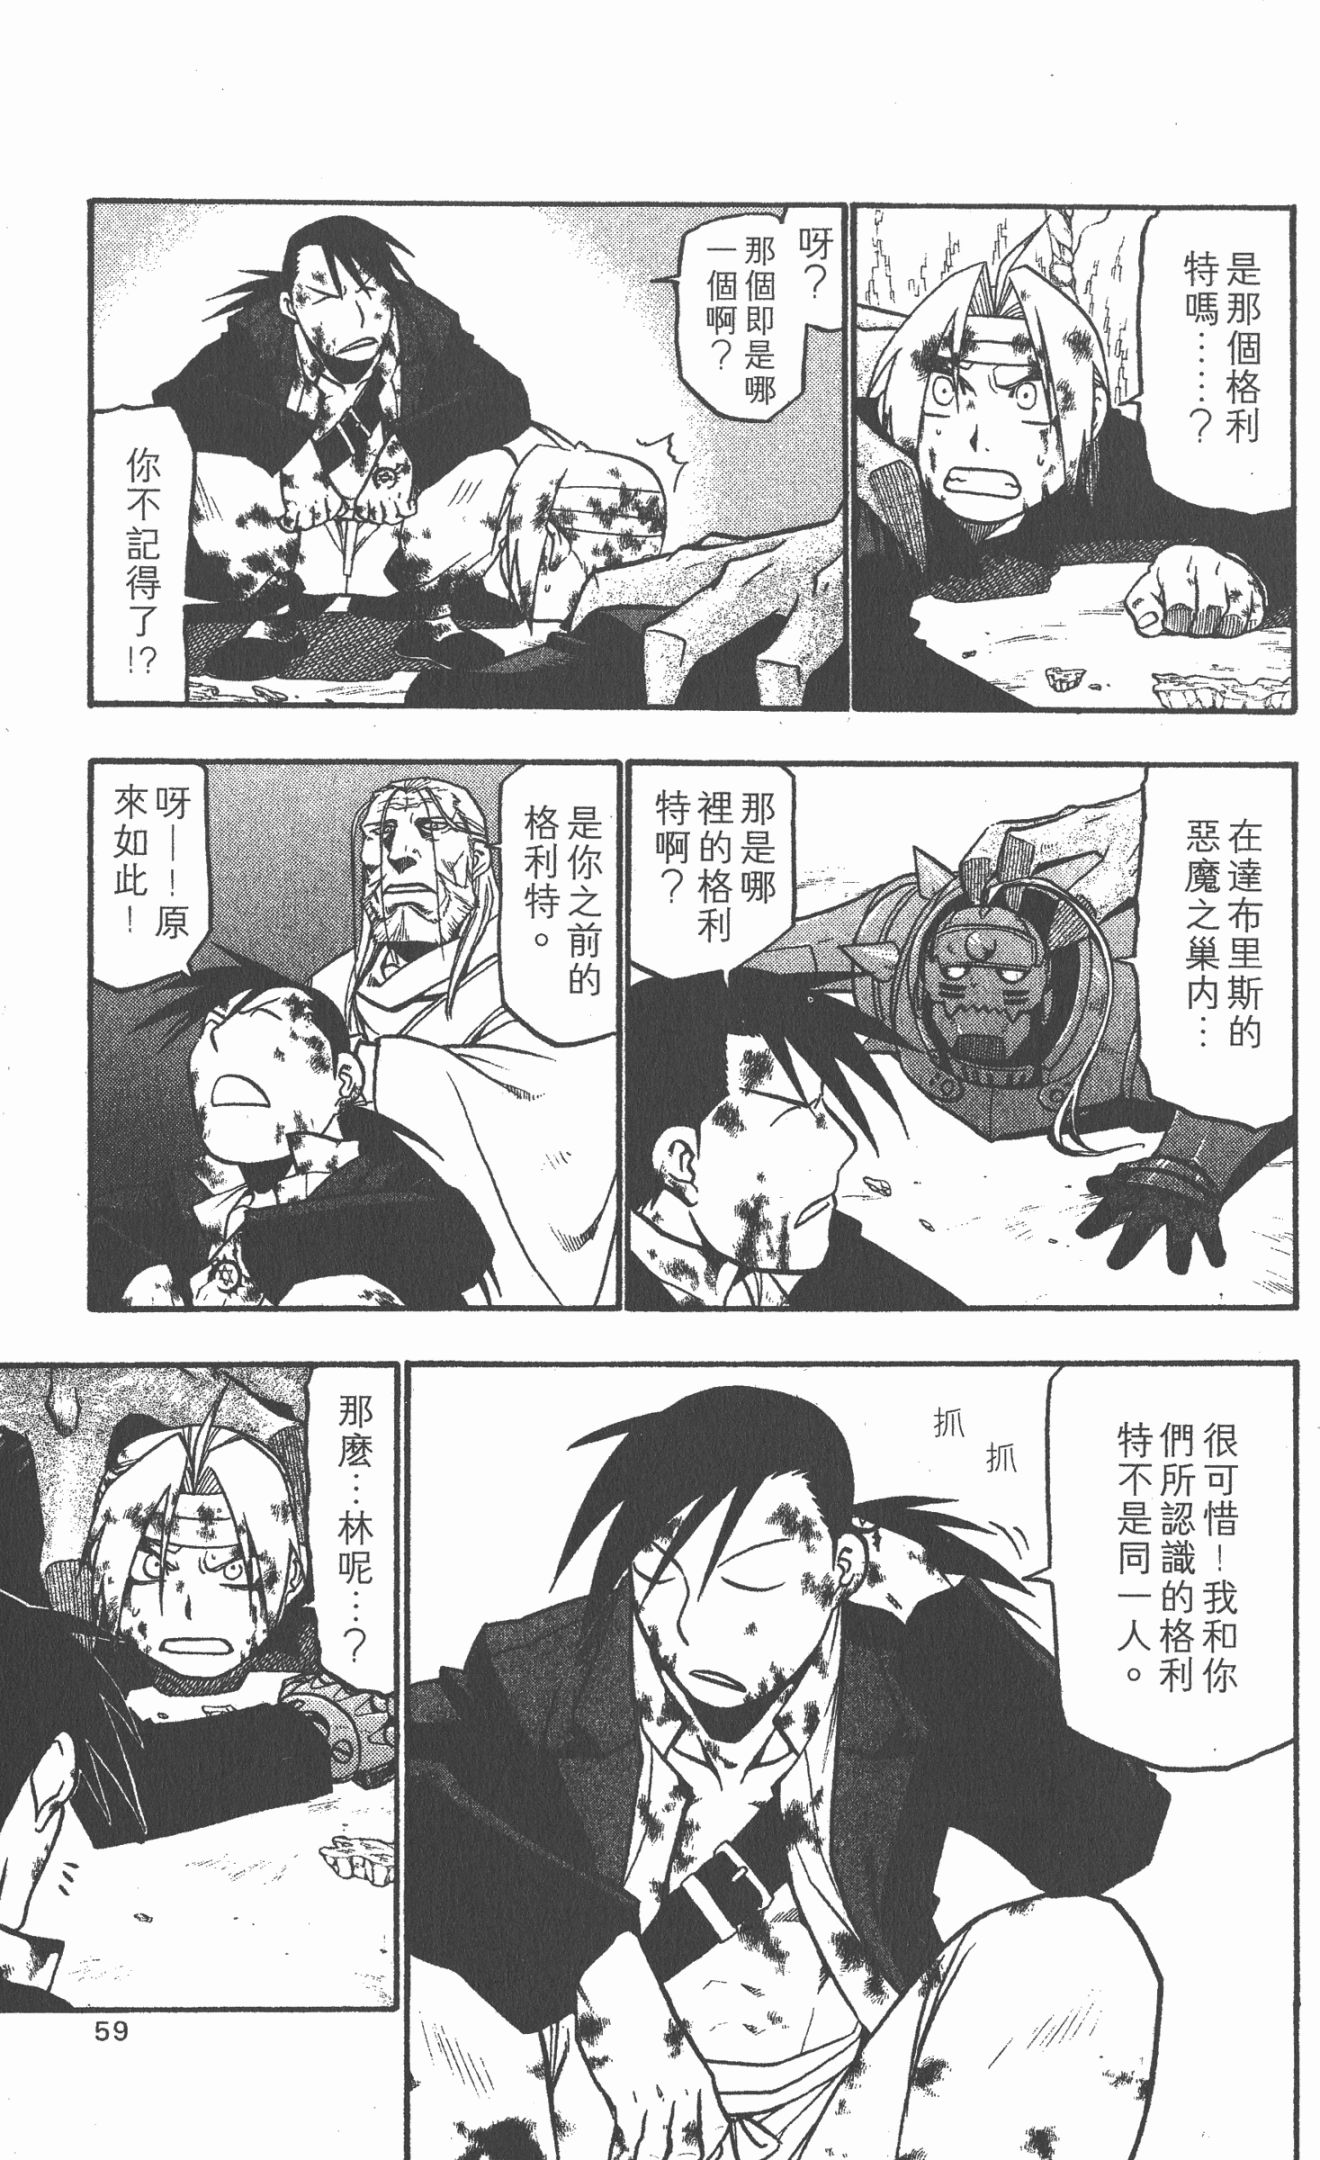 是那個格利
特嗎……？
呀？
那個即是哪
一個啊？
你不記得了!?
在達布里斯的
惡魔之巢內…
那是哪
裡的格利
特啊？
是你之前的
格利特。
呀—！原
來如此！
很可惜！我和你
們所認識的格利
特不是同一人。
抓
抓
那麽…林呢…？
59